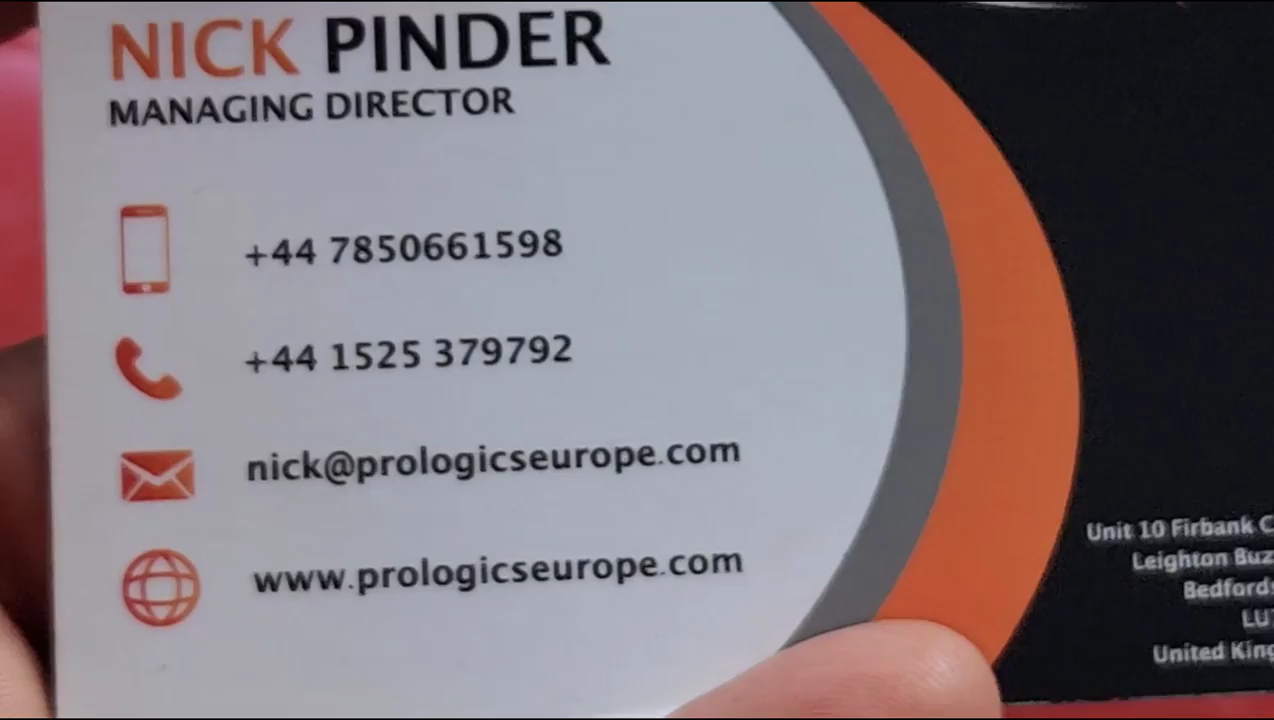 NICK PINDER
MANAGING DIRECTOR
+44 7850661598
+44 1525 379792
nick@prologicseurope.com
www.prologicseurope.com
Unit 10 Firbank
Leighton
United